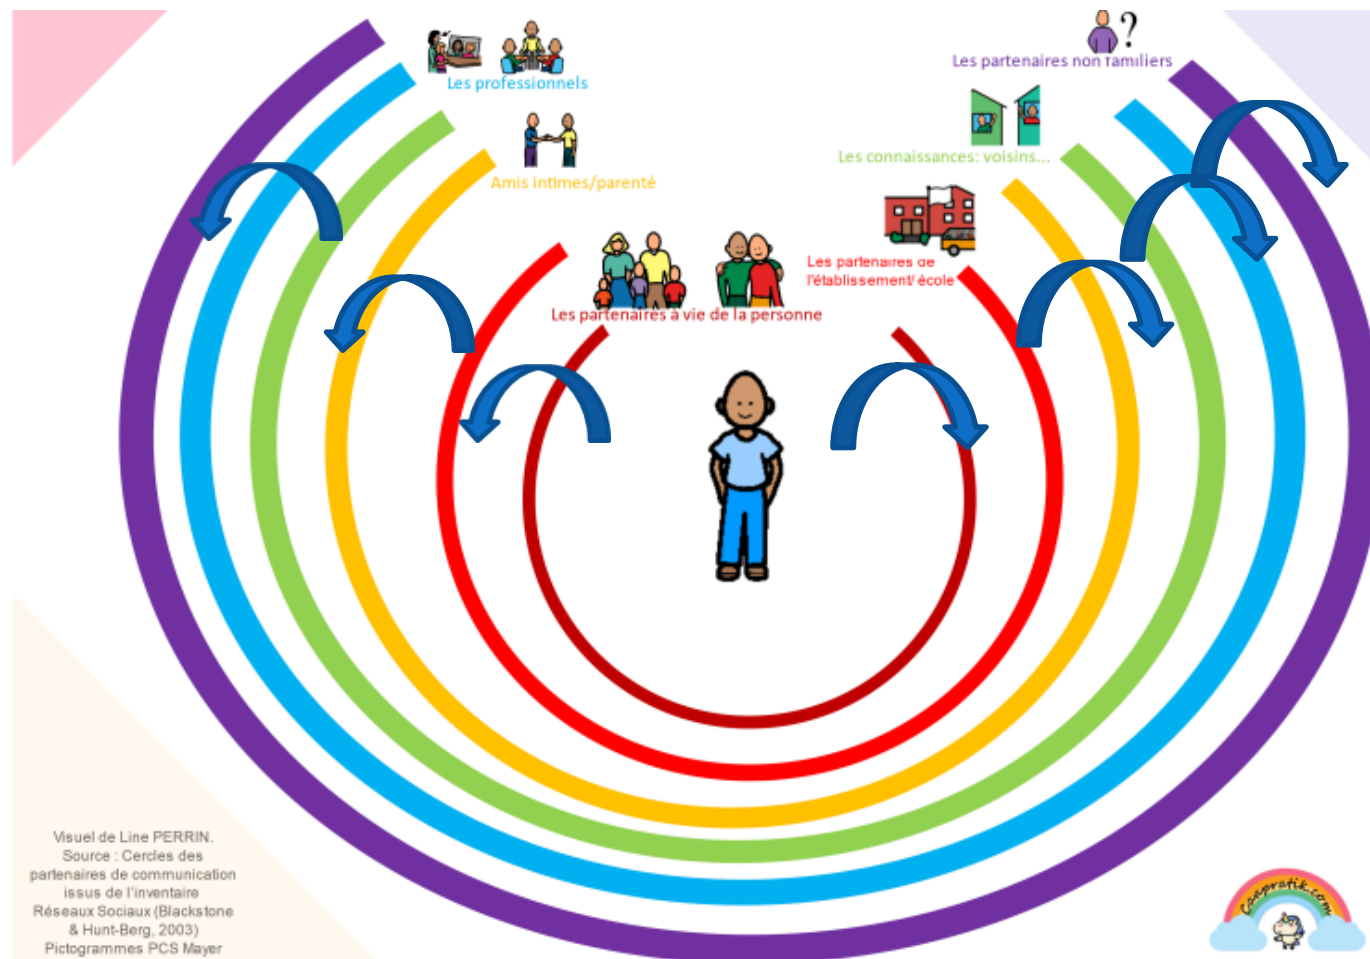 Les professionnels
?
Les partenaires non familiers
Les connaissances: voisins...
Amis intimes/parenté
Les partenaires de
l'établissement/ école
Les partenaires à vie de la personne
Visuel de Line PERRIN.
Source : Cercles des
partenaires de communication
issus de l'inventaire
Réseaux Sociaux (Blackstone
& Hunt-Berg, 2003)
Pictogrammes PCS Mayer
Caapratik.com